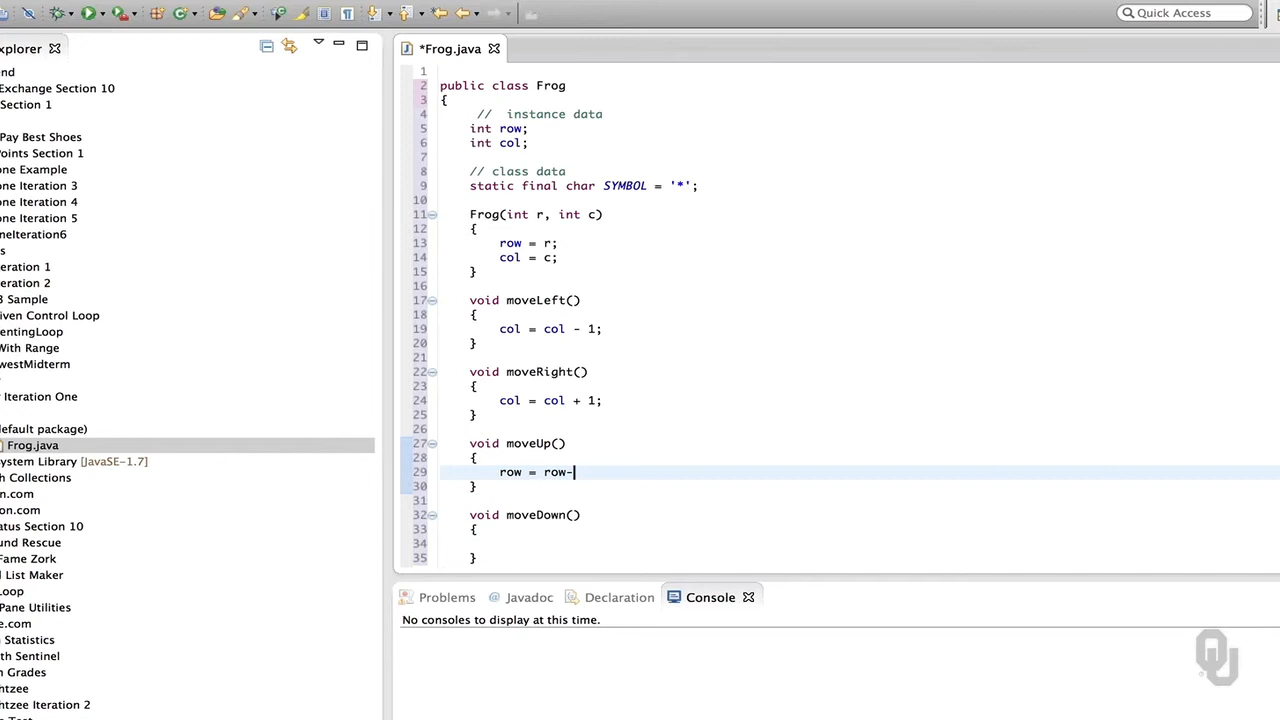 Quick Access
xplorer
nd
Exchange Section 10
Section 1
Pay Best Shoes
Points Section 1
one Example
one Iteration 3
one Iteration 4
one Iteration 5
neIteration6
s
eration 1
eration 2
3 Sample
iven Control Loop
entingLoop
With Range
westMidterm
Iteration One
default package)
Frog.java
ystem Library [JavaSE-1.7]
h Collections
n.com
on.com
atus Section 10
und Rescue
Fame Zork
l List Maker
Loop
Pane Utilities
e.com
n Statistics
th Sentinel
n Grades
htzee
htzee Iteration 2
*Frog.java
1
2 public class Frog
3 {
4 // instance data
5 int row;
6 int col;
7
8 // class data
9 static final char SYMBOL = '*';
10
11 Frog(int r, int c)
12 {
13 row = r;
14 col = c;
15 }
16
17 void moveLeft()
18 {
19 col = col - 1;
20 }
21
22 void moveRight()
23 {
24 col = col + 1;
25 }
26
27 void moveUp()
28 {
29 row = row-
30 }
31
32 void moveDown()
33 {
34
35 }
Problems @ Javadoc Declaration Console
No consoles to display at this time.
OU